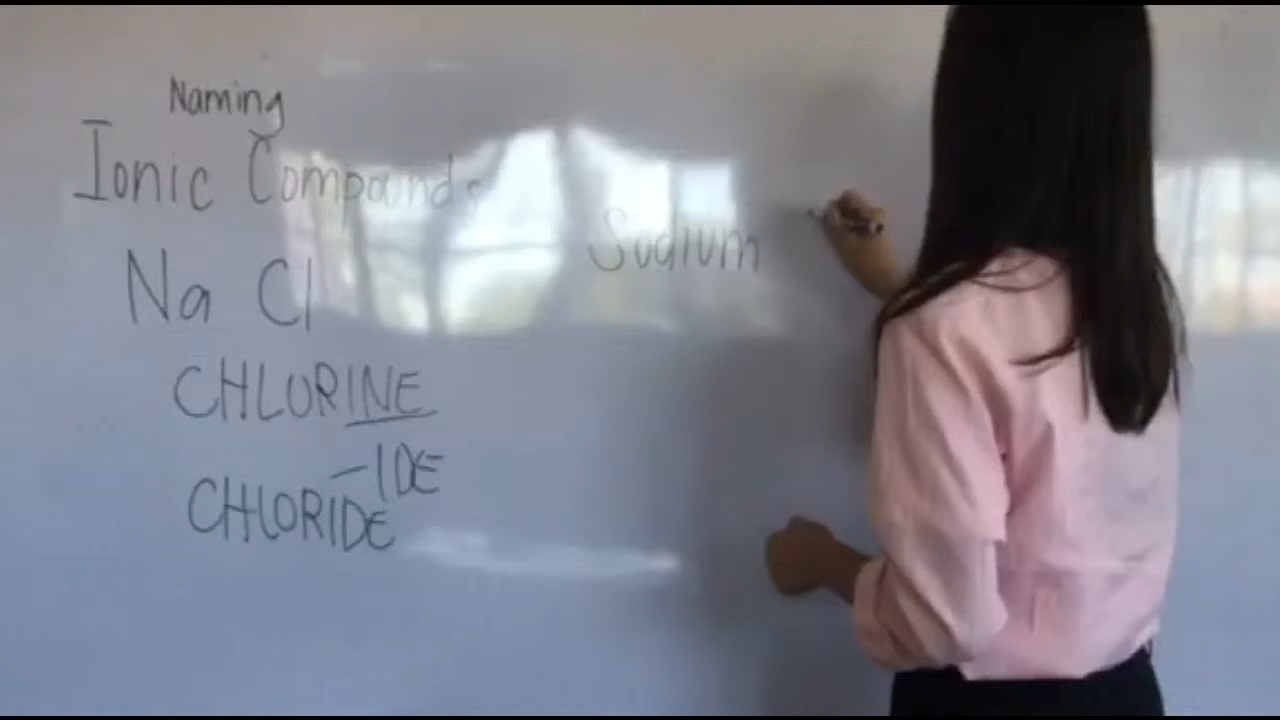 Naming
Ionic Compounds
Na Cl
CHLORINE
-IDE
CHLORIDE
Sodium